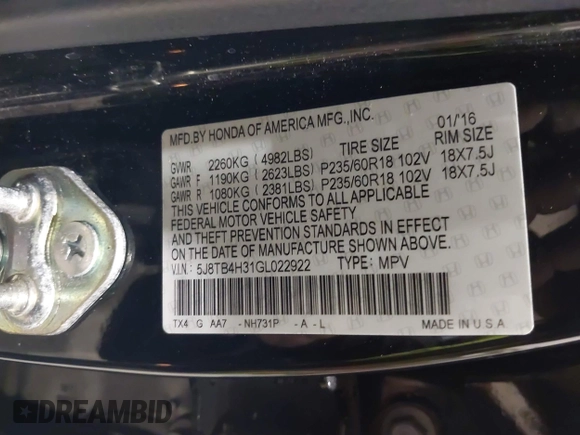 MFD.BY HONDA OF AMERICA MFG.,INC. 01/'16
TIRE SIZE RIM SIZE
GVWR 2260KG (4982LBS)
GAWR F 1190KG (2623LBS) P235/60R18 102V 18X7.5J
GAWR R 1080KG (2381LBS) P235/60R18 102V 18X7.5J
THIS VEHICLE CONFORMS TO ALL APPLICABLE
FEDERAL MOTOR VEHICLE SAFETY
AND THEFT PREVENTION STANDARDS IN EFFECT
ON THE DATE OF MANUFACTURE SHOWN ABOVE.
V.I.N: 5J8TB4H31GL022922 TYPE: MPV
TX4 G AA7 -NH731P -A -L MADE IN U S A
DREAMBID